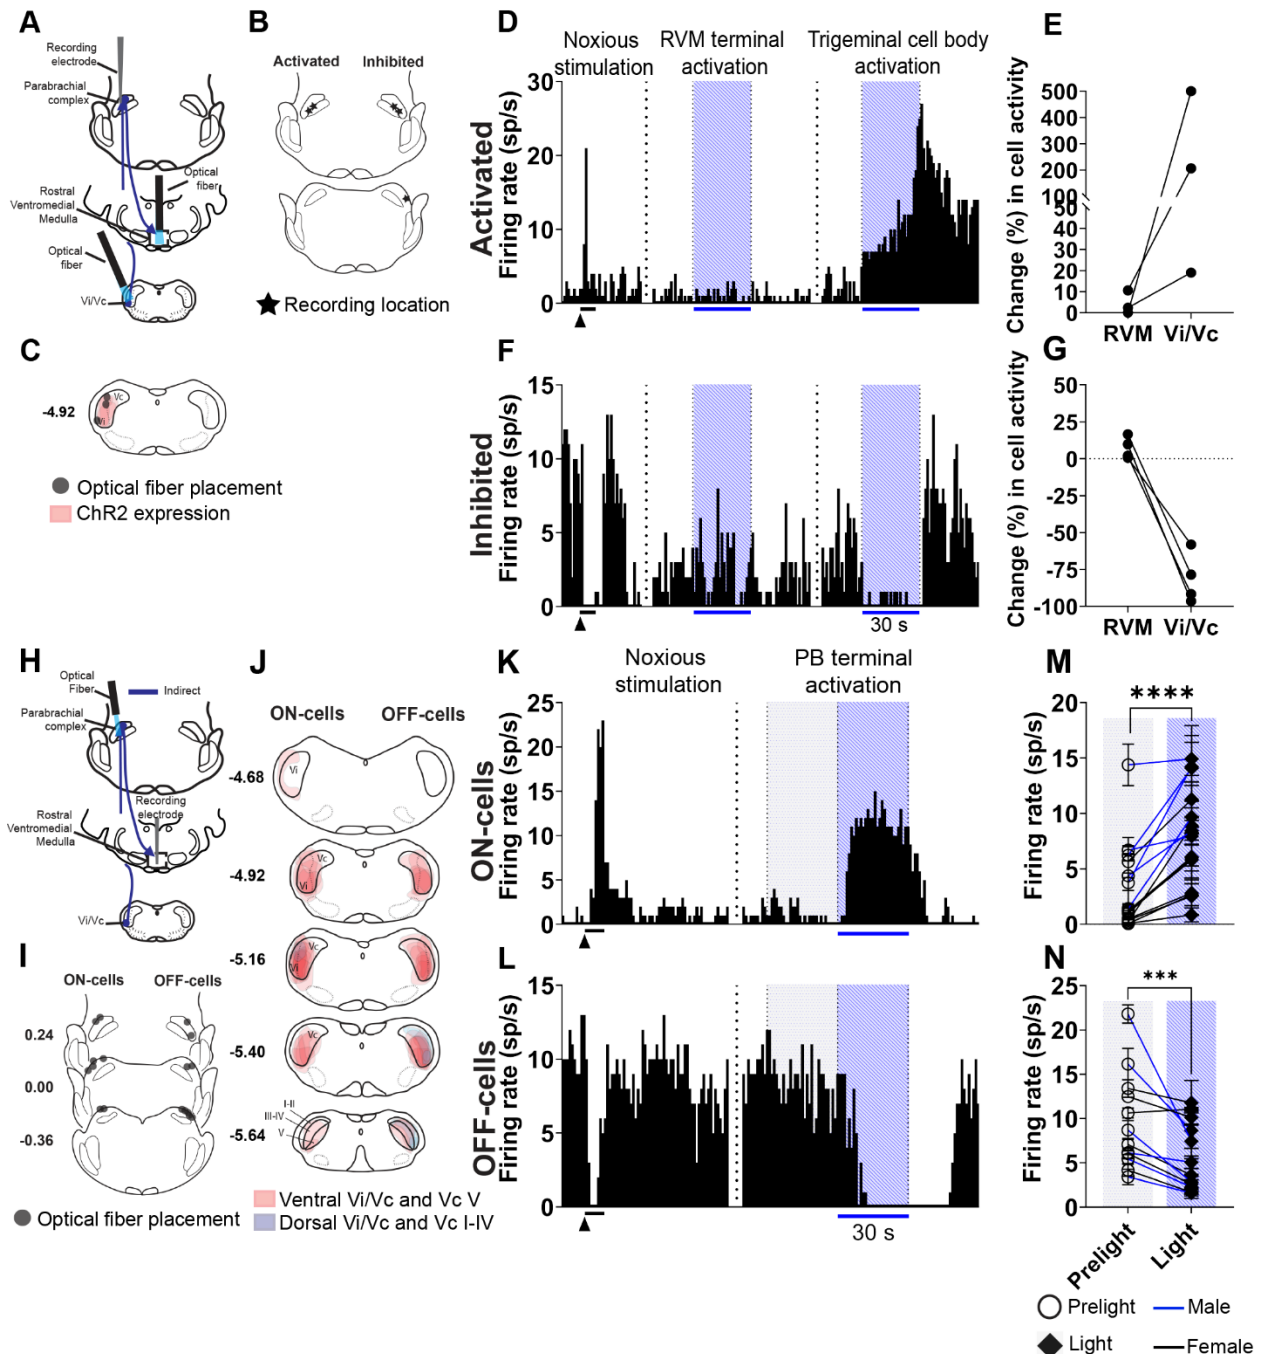 A
Recording
electrode
Parabrachial
complex
Optical
fiber
Rostral
Ventromedial
Medulla
Optical
fiber
Vi/Vc
B
Activated
Inhibited
Recording location
C
-4.92
Vc
Vi
Optical fiber placement
ChR2 expression
D
Noxious
stimulation
RVM terminal
activation
Trigeminal cell body
activation
Activated
Firing rate (sp/s)
30
20
10
0
E
Change (%) in cell activity
500
400
300
200
100
50
40
30
20
10
0
RVM
Vi/Vc
F
Inhibited
Firing rate (sp/s)
15
10
5
0
30 s
G
Change (%) in cell activity
50
25
0
-25
-50
-75
-100
RVM
Vi/Vc
H
Optical
Fiber
Indirect
Parabrachial
complex
Recording
electrode
Rostral
Ventromedial
Medulla
Vi/Vc
I
ON-cells
OFF-cells
0.24
0.00
-0.36
Optical fiber placement
J
ON-cells
OFF-cells
-4.68
Vi
-4.92
Vc
Vi
-5.16
Vc
Vi
-5.40
Vc
-5.64
I-II
III-IV
V
Ventral Vi/Vc and Vc V
Dorsal Vi/Vc and Vc I-IV
K
Noxious
stimulation
PB terminal
activation
ON-cells
Firing rate (sp/s)
25
20
15
10
5
0
L
OFF-cells
Firing rate (sp/s)
15
10
5
0
30 s
M
****
Firing rate (sp/s)
20
15
10
5
0
N
***
Firing rate (sp/s)
25
20
15
10
5
0
Prelight
Light
Prelight
Male
Light
Female